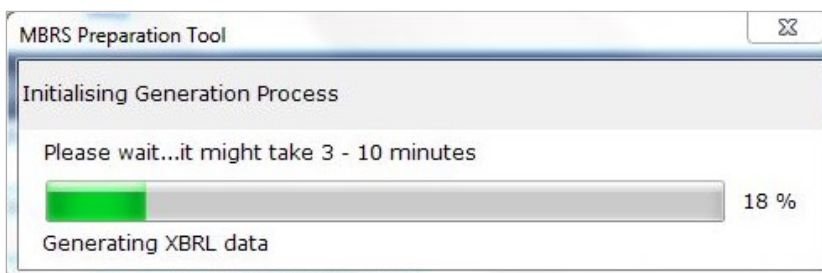 MBRS Preparation Tool
Initialising Generation Process
Please wait...it might take 3 - 10 minutes
18 %
Generating XBRL data